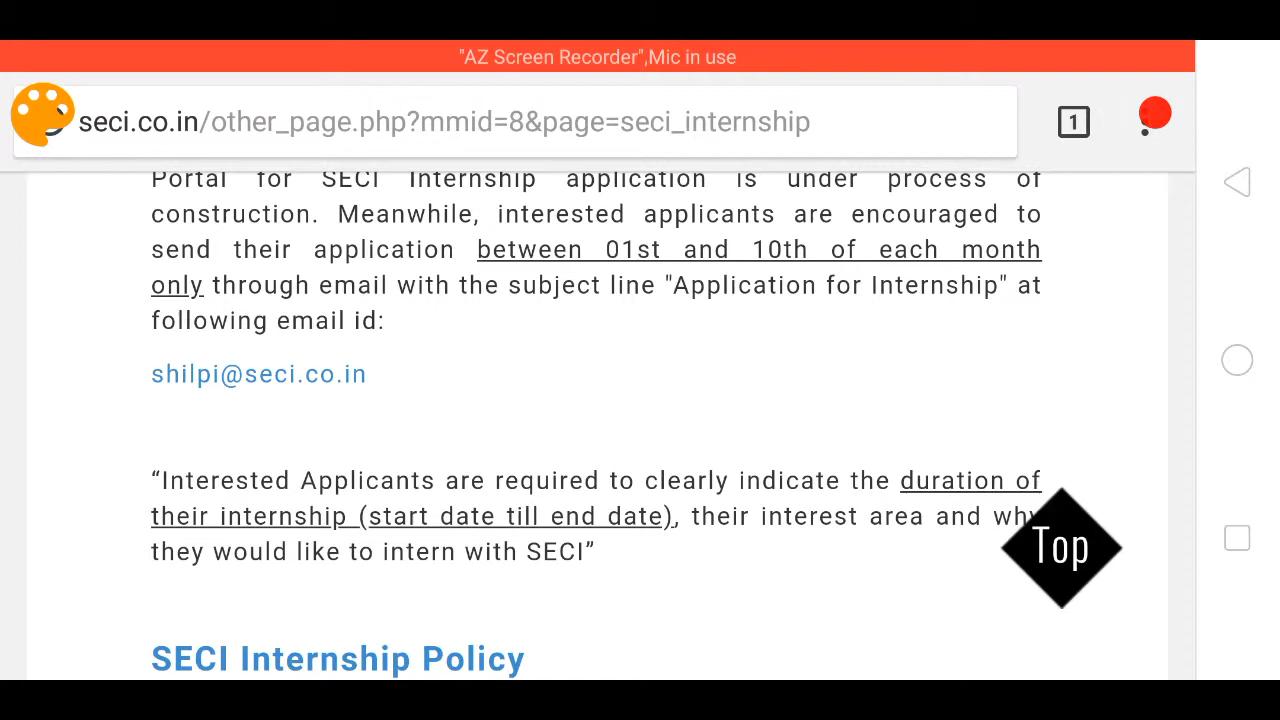 "AZ Screen Recorder",Mic in use
seci.co.in/other_page.php?mmid=8&page=seci_internship
1
Portal for SECI Internship application is under process of
construction. Meanwhile, interested applicants are encouraged to
send their application between 01st and 10th of each month
only through email with the subject line "Application for Internship" at
following email id:
shilpi@seci.co.in
“Interested Applicants are required to clearly indicate the duration of
their internship (start date till end date), their interest area and why
they would like to intern with SECI”
Top
SECI Internship Policy